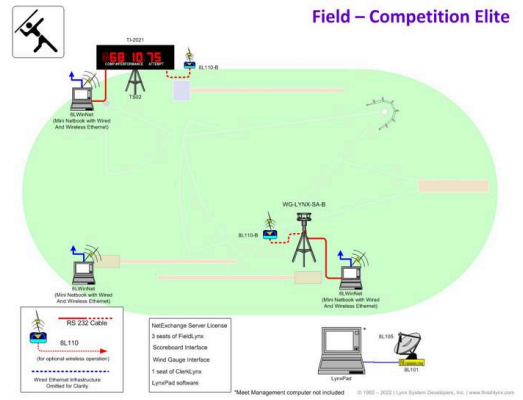 Field – Competition Elite
TI-2021
68 10.75
COMP#/PERFORMANCE ATTEMPT
8L110-B
TS02
8LWinNet
(Mini Netbook with Wired
And Wireless Ethernet)
WG-LYNX-SA-B
8L110-B
8LWinNet
(Mini Netbook with Wired
And Wireless Ethernet)
8LWinNet
(Mini Netbook with Wired
And Wireless Ethernet)
RS 232 Cable
8L110
(for optional wireless operation)
Wired Ethernet Infrastructure
Omitted for Clarity
NetExchange Server License
3 seats of FieldLynx
Scoreboard Interface
Wind Gauge Interface
1 seat of ClerkLynx
LynxPad software
*
8L105
8L101
LynxPad
*Meet Management computer not included
© 1992 – 2022 | Lynx System Developers, Inc. | www.finishlynx.com